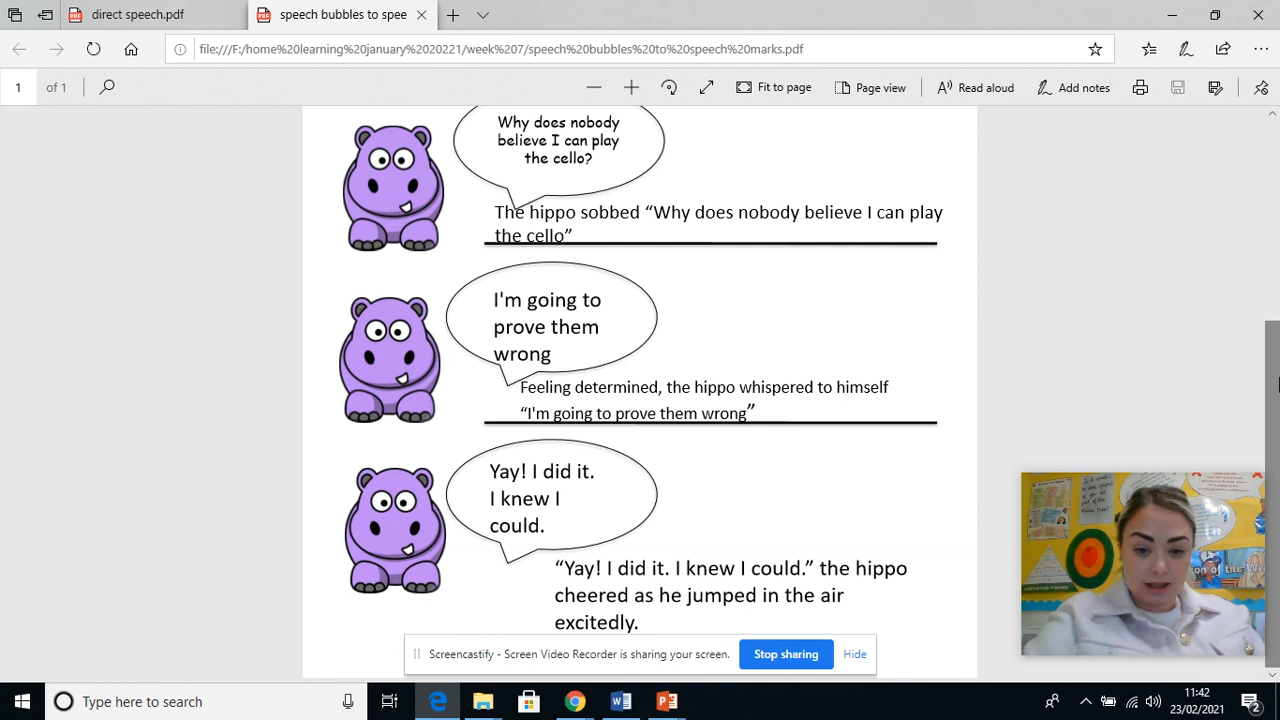 direct speech.pdf
speech bubbles to spee
file:///F:/home%20learning%20january%2020221/week%207/speech%20bubbles%20to%20speech%20marks.pdf
1 of 1
Fit to page
Page view
Read aloud
Add notes
Why does nobody
believe I can play
the cello?
The hippo sobbed “Why does nobody believe I can play
the cello”
I'm going to
prove them
wrong
Feeling determined, the hippo whispered to himself
“I'm going to prove them wrong”
Yay! I did it.
I knew I
could.
“Yay! I did it. I knew I could.” the hippo
cheered as he jumped in the air
excitedly.
Screencastify - Screen Video Recorder is sharing your screen.
Stop sharing
Hide
Type here to search
11:42
23/02/2021
2